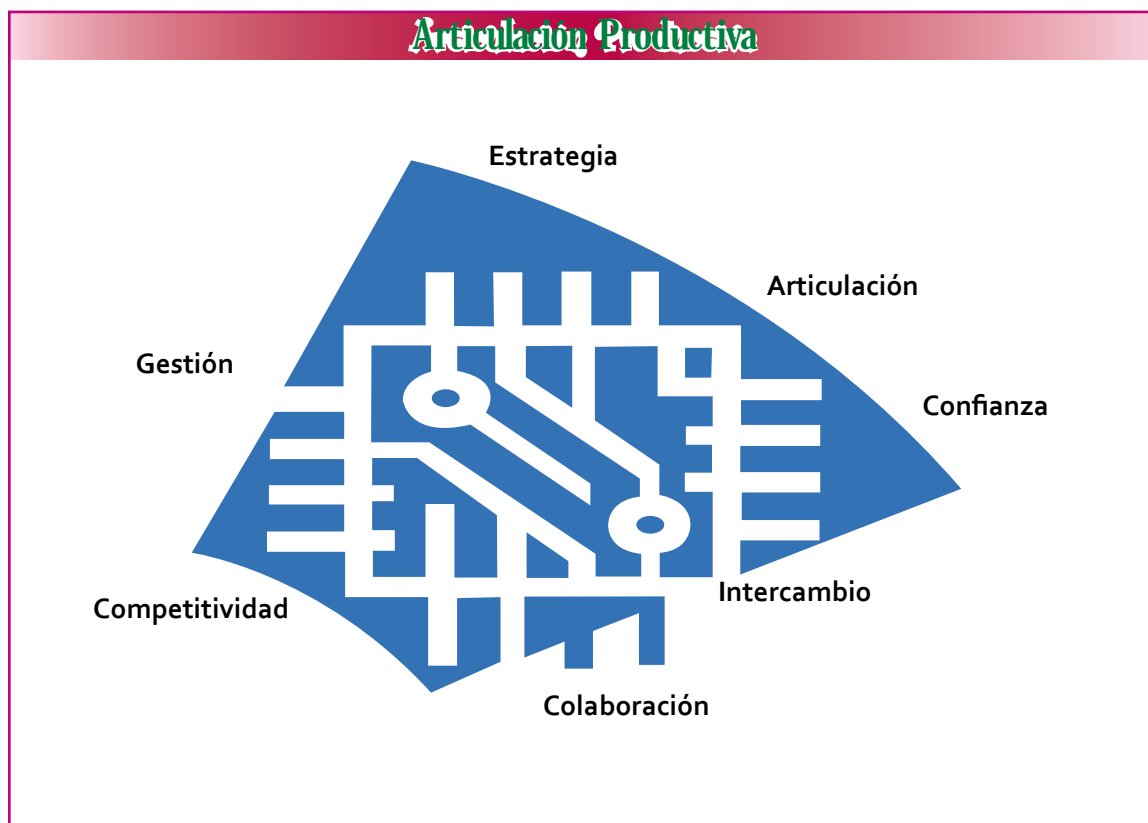 Articulación Productiva
Estrategia
Articulación
Gestión
Confianza
Intercambio
Competitividad
Colaboración